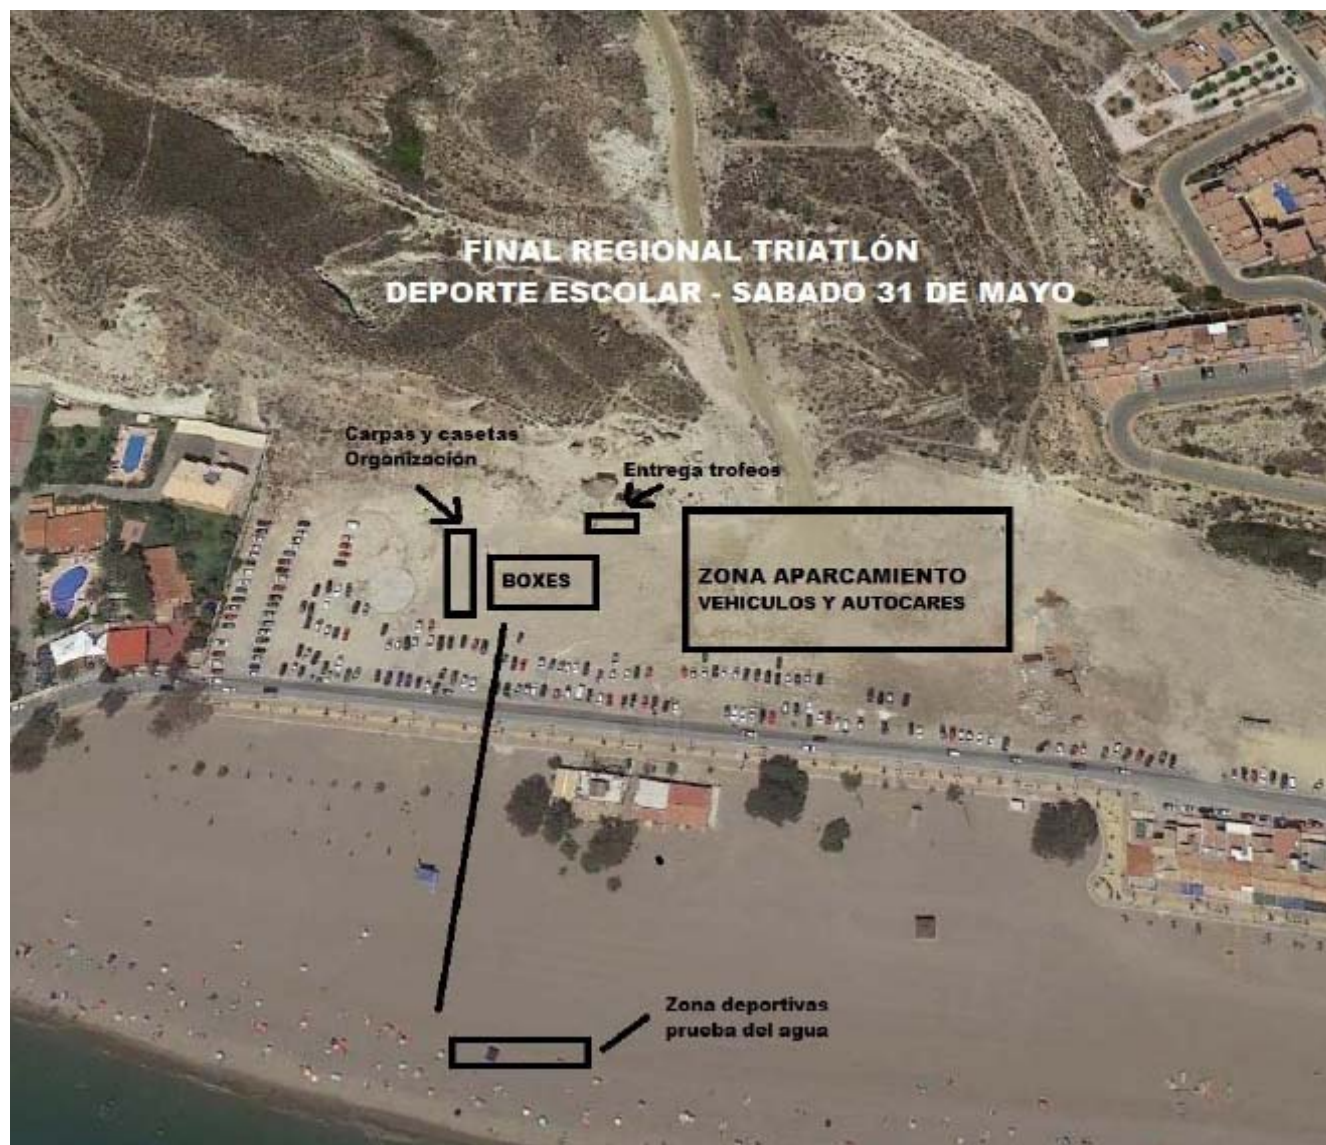 FINAL REGIONAL TRIATLÓN
DEPORTE ESCOLAR - SABADO 31 DE MAYO
Carpas y casetas
Organización
Entrega trofeos
BOXES
ZONA APARCAMIENTO
VEHICULOS Y AUTOCARES
Zona deportivas
prueba del agua